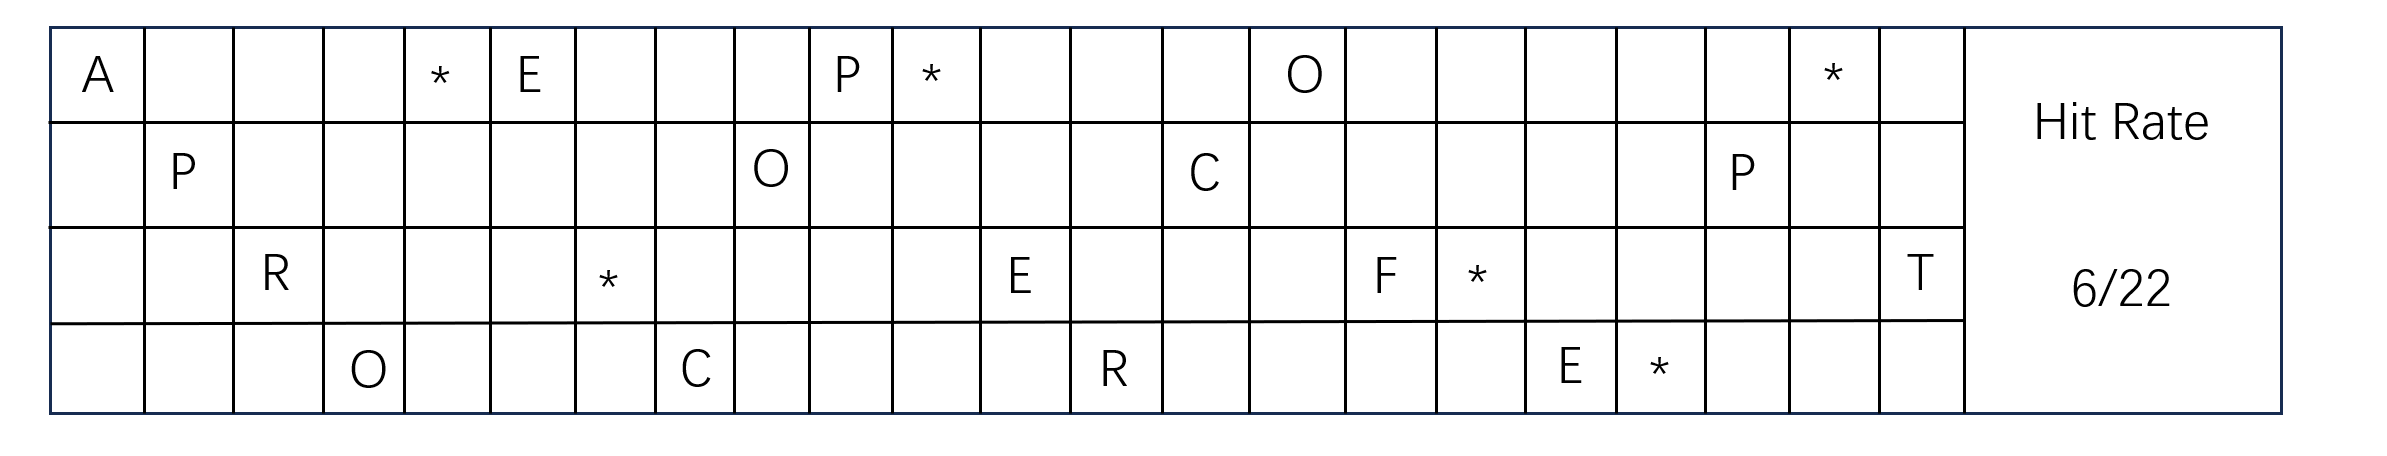 A * E P * O *
P O C P
R * E F * T
O C R E *
Hit Rate
6/22